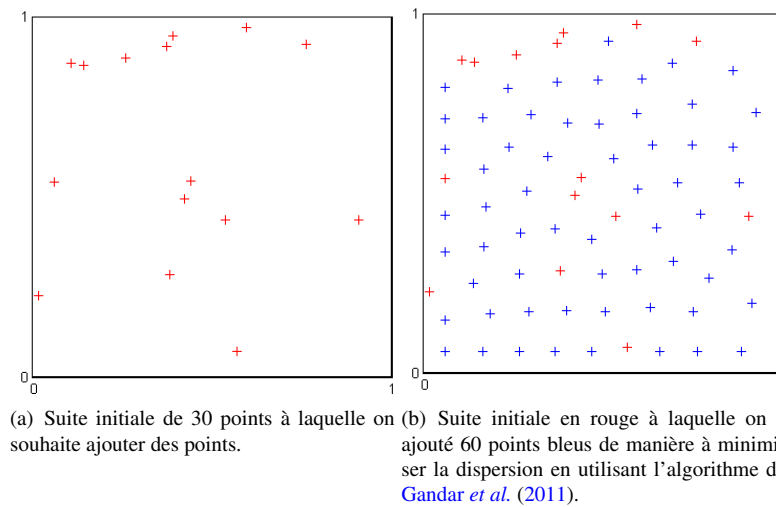 1
0
0
1
1
0
0
(a) Suite initiale de 30 points à laquelle on
souhaite ajouter des points.
(b) Suite initiale en rouge à laquelle on
ajouté 60 points bleus de manière à minimi
ser la dispersion en utilisant l'algorithme d
Gandar et al. (2011).